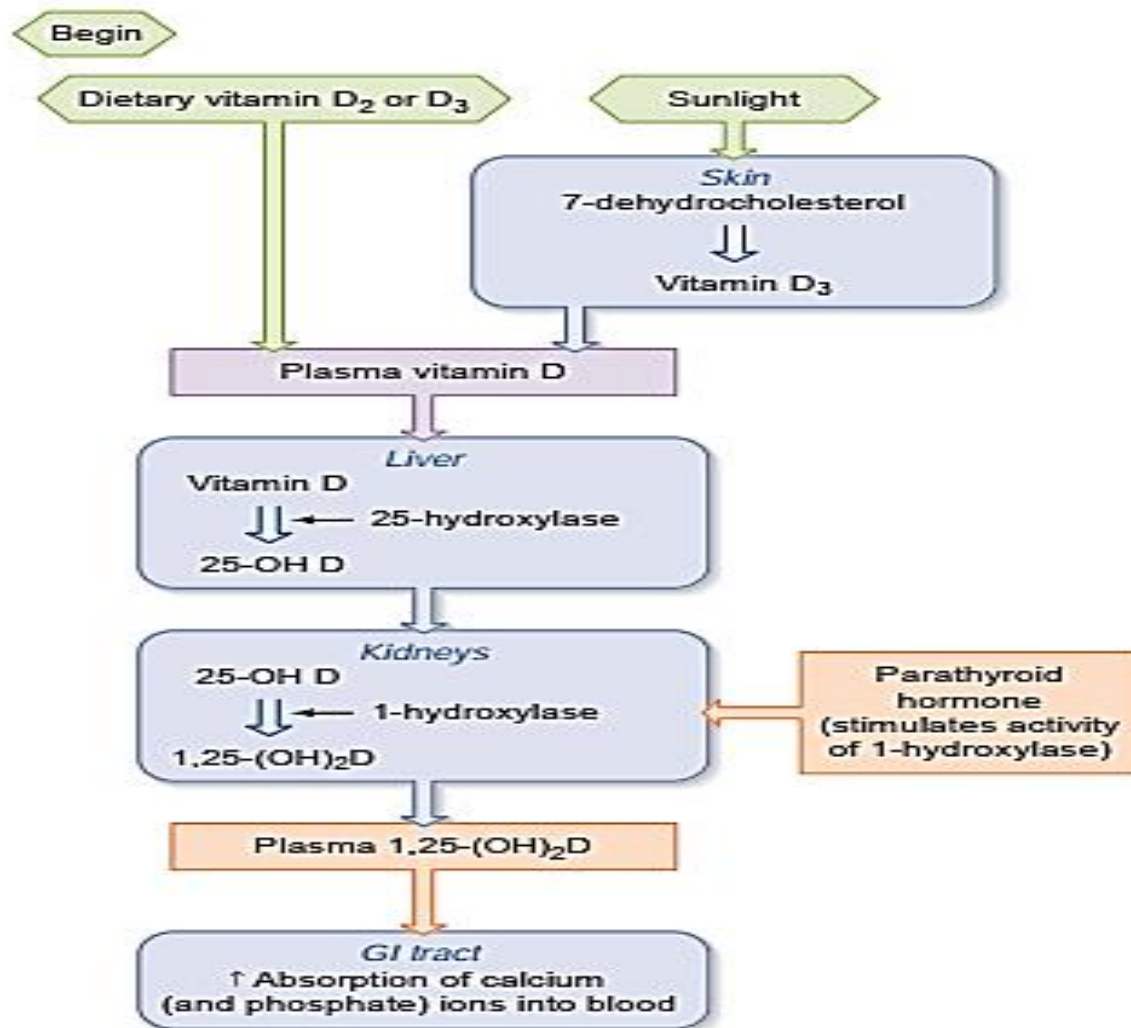 Begin
Dietary vitamin D₂ or D₃
Sunlight
Skin
7-dehydrocholesterol
Vitamin D₃
Plasma vitamin D
Liver
Vitamin D
25-hydroxylase
25-OH D
Kidneys
25-OH D
1-hydroxylase
1,25-(OH)₂D
Parathyroid
hormone
(stimulates activity
of 1-hydroxylase)
Plasma 1,25-(OH)₂D
GI tract
↑ Absorption of calcium
(and phosphate) ions into blood